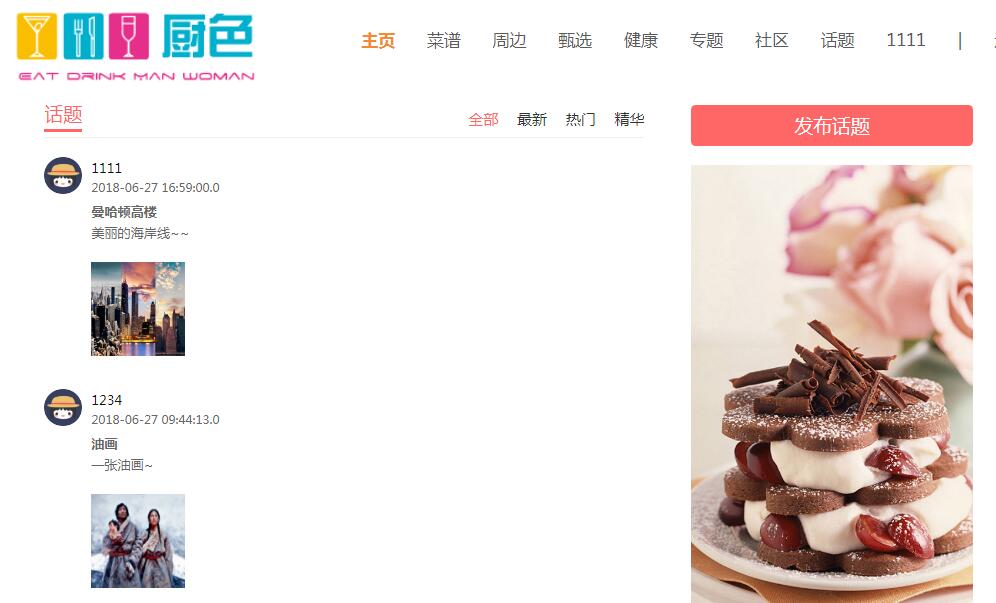 厨色
EAT DRINK MAN WOMAN
主页 菜谱 周边 甄选 健康 专题 社区 话题 1111 |
话题
全部 最新 热门 精华
发布话题
1111
2018-06-27 16:59:00.0
曼哈顿高楼
美丽的海岸线~~
1234
2018-06-27 09:44:13.0
油画
一张油画~